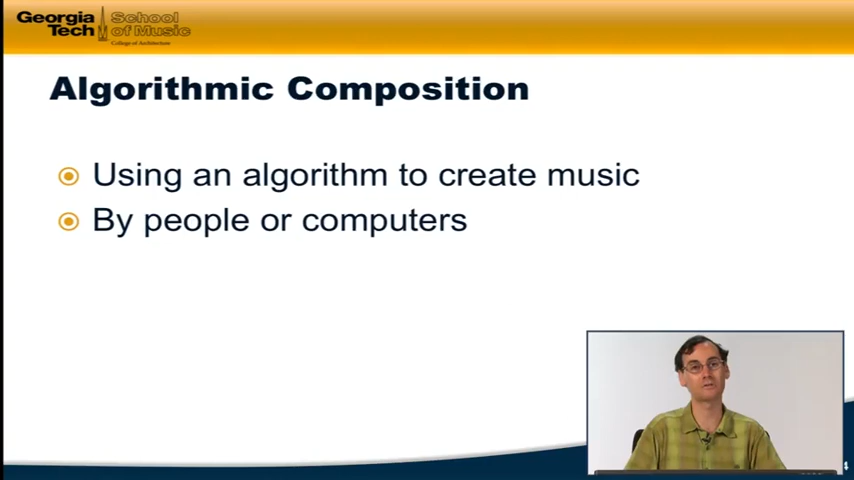 Georgia Tech
School of Music
College of Architecture
Algorithmic Composition
Using an algorithm to create music
By people or computers
4